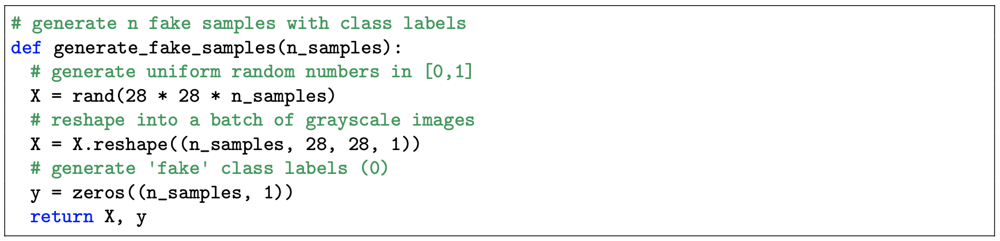 # generate n fake samples with class labels
def generate_fake_samples(n_samples):
  # generate uniform random numbers in [0,1]
  X = rand(28 * 28 * n_samples)
  # reshape into a batch of grayscale images
  X = X.reshape((n_samples, 28, 28, 1))
  # generate 'fake' class labels (0)
  y = zeros((n_samples, 1))
  return X, y